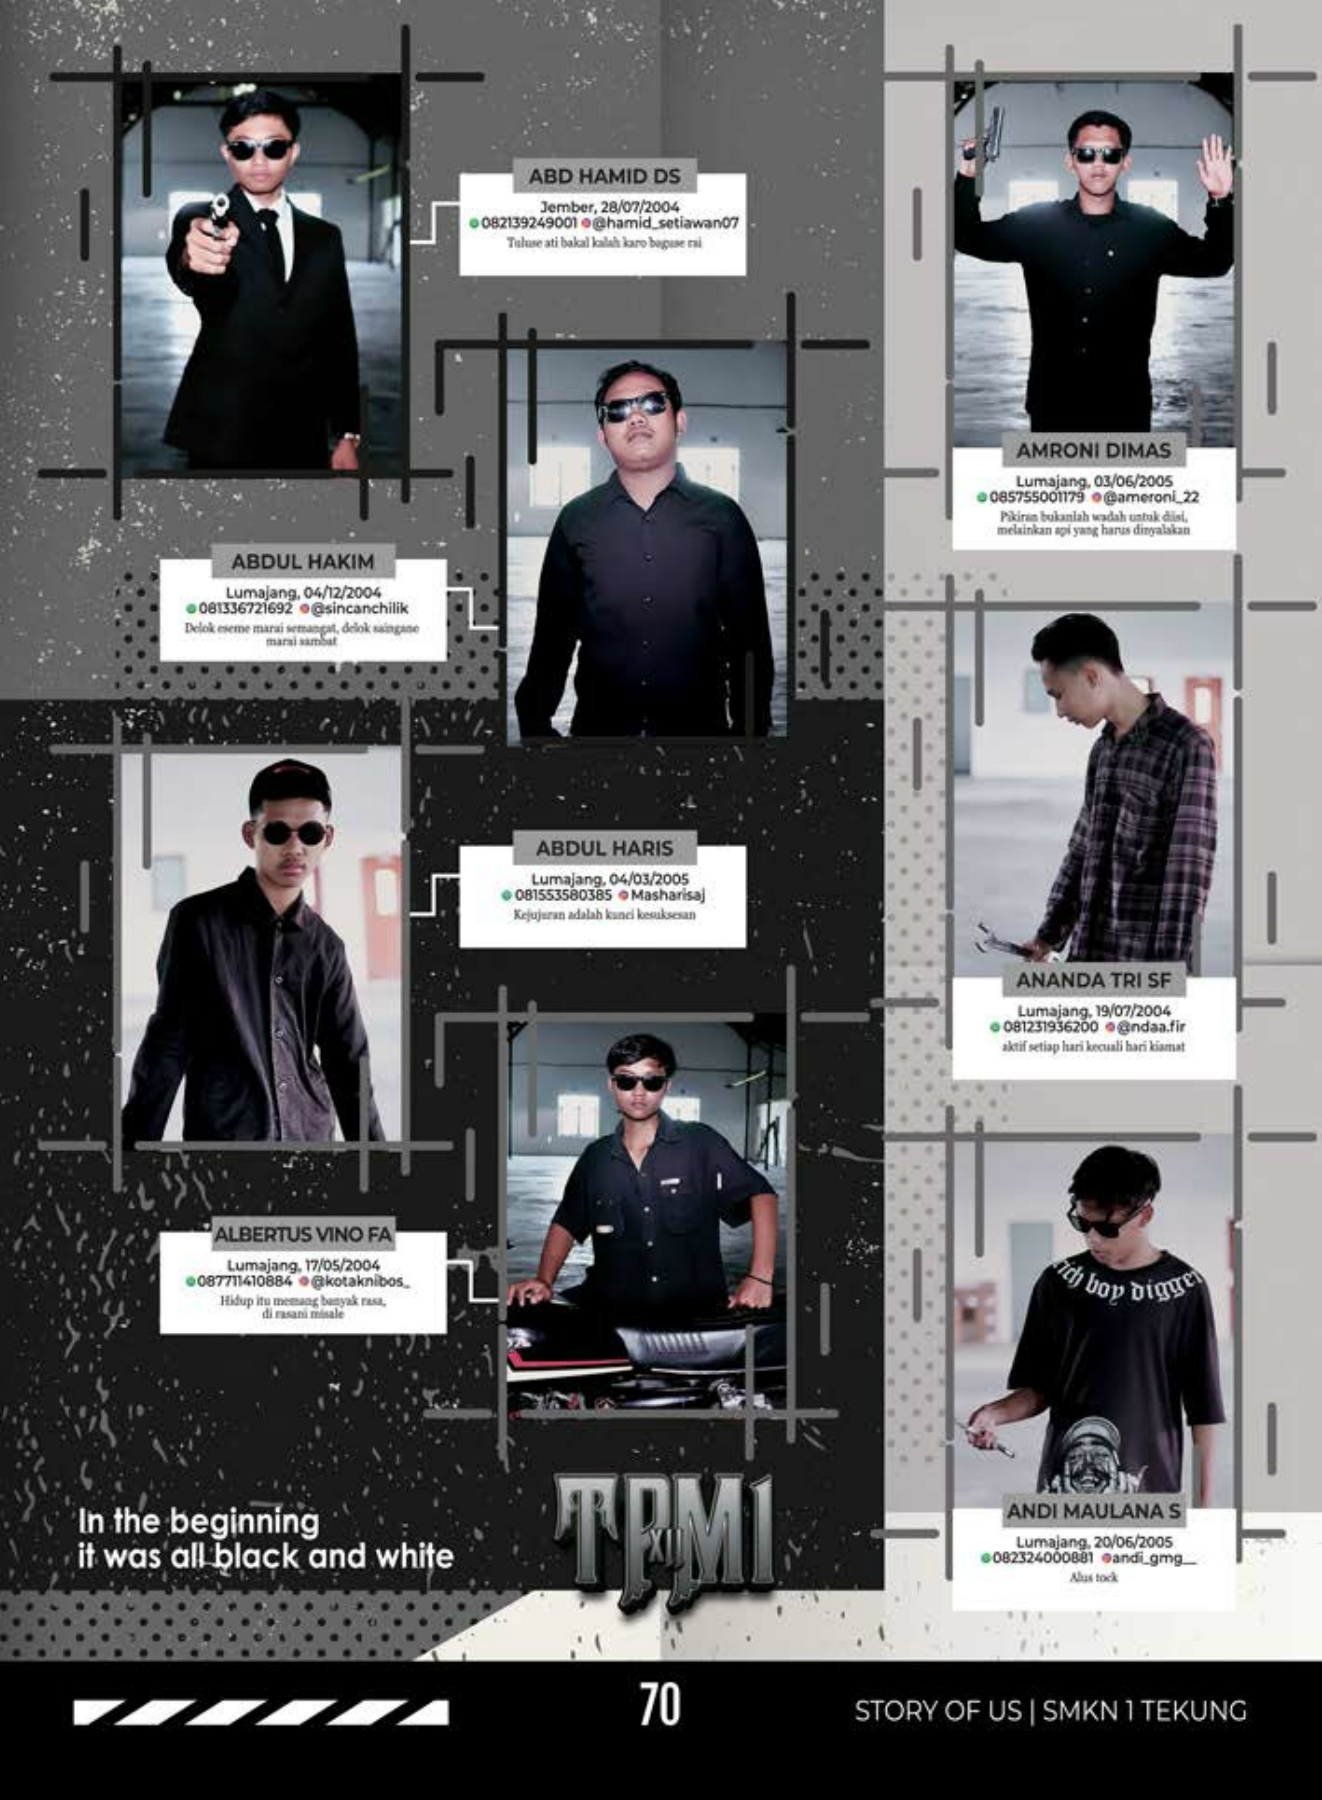 ABD HAMID DS
Jember, 28/07/2004
082139249001 @hamid_setiawan07
Tuluse ati bakal kalah karo baguse rai
ABDUL HAKIM
Lumajang, 04/12/2004
081336721692 @sincanchilik
Delok eseme marai semangat, delok saingane
marai sambat
ABDUL HARIS
Lumajang, 04/03/2005
081553580385 Masharisaj
Kejujuran adalah kunci kesuksesan
ALBERTUS VINO FA
Lumajang, 17/05/2004
087711410884 @kotaknibos_
Hidup itu memang banyak rasa,
di rasani misale
AMRONI DIMAS
Lumajang, 03/06/2005
085755001179 @ameroni_22
Pikiran bukanlah wadah untuk diisi,
melainkan api yang harus dinyalakan
ANANDA TRI SF
Lumajang, 19/07/2004
081231936200 @ndaa.fir
aktif setiap hari kecuali hari kiamat
rich boy digger
ANDI MAULANA S
Lumajang, 20/06/2005
082324000881 @andi_gmg__
Alus tock
In the beginning
it was all black and white
XII
TPM1
70
STORY OF US | SMKN 1 TEKUNG